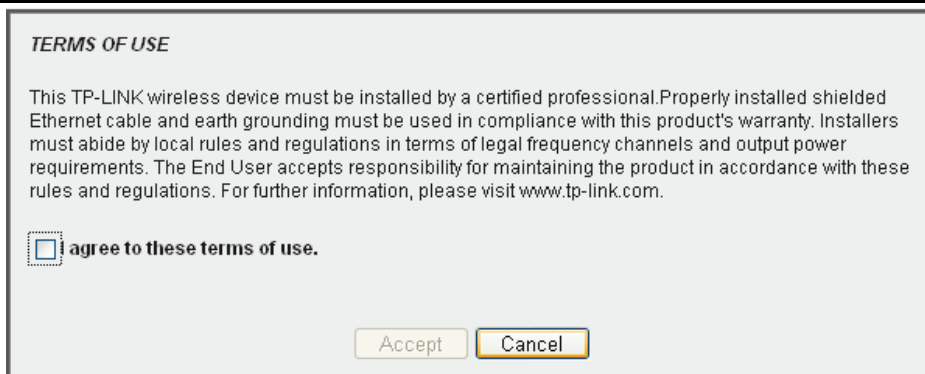 TERMS OF USE
This TP-LINK wireless device must be installed by a certified professional.Properly installed shielded
Ethernet cable and earth grounding must be used in compliance with this product's warranty. Installers
must abide by local rules and regulations in terms of legal frequency channels and output power
requirements. The End User accepts responsibility for maintaining the product in accordance with these
rules and regulations. For further information, please visit www.tp-link.com.
I agree to these terms of use.
Accept Cancel